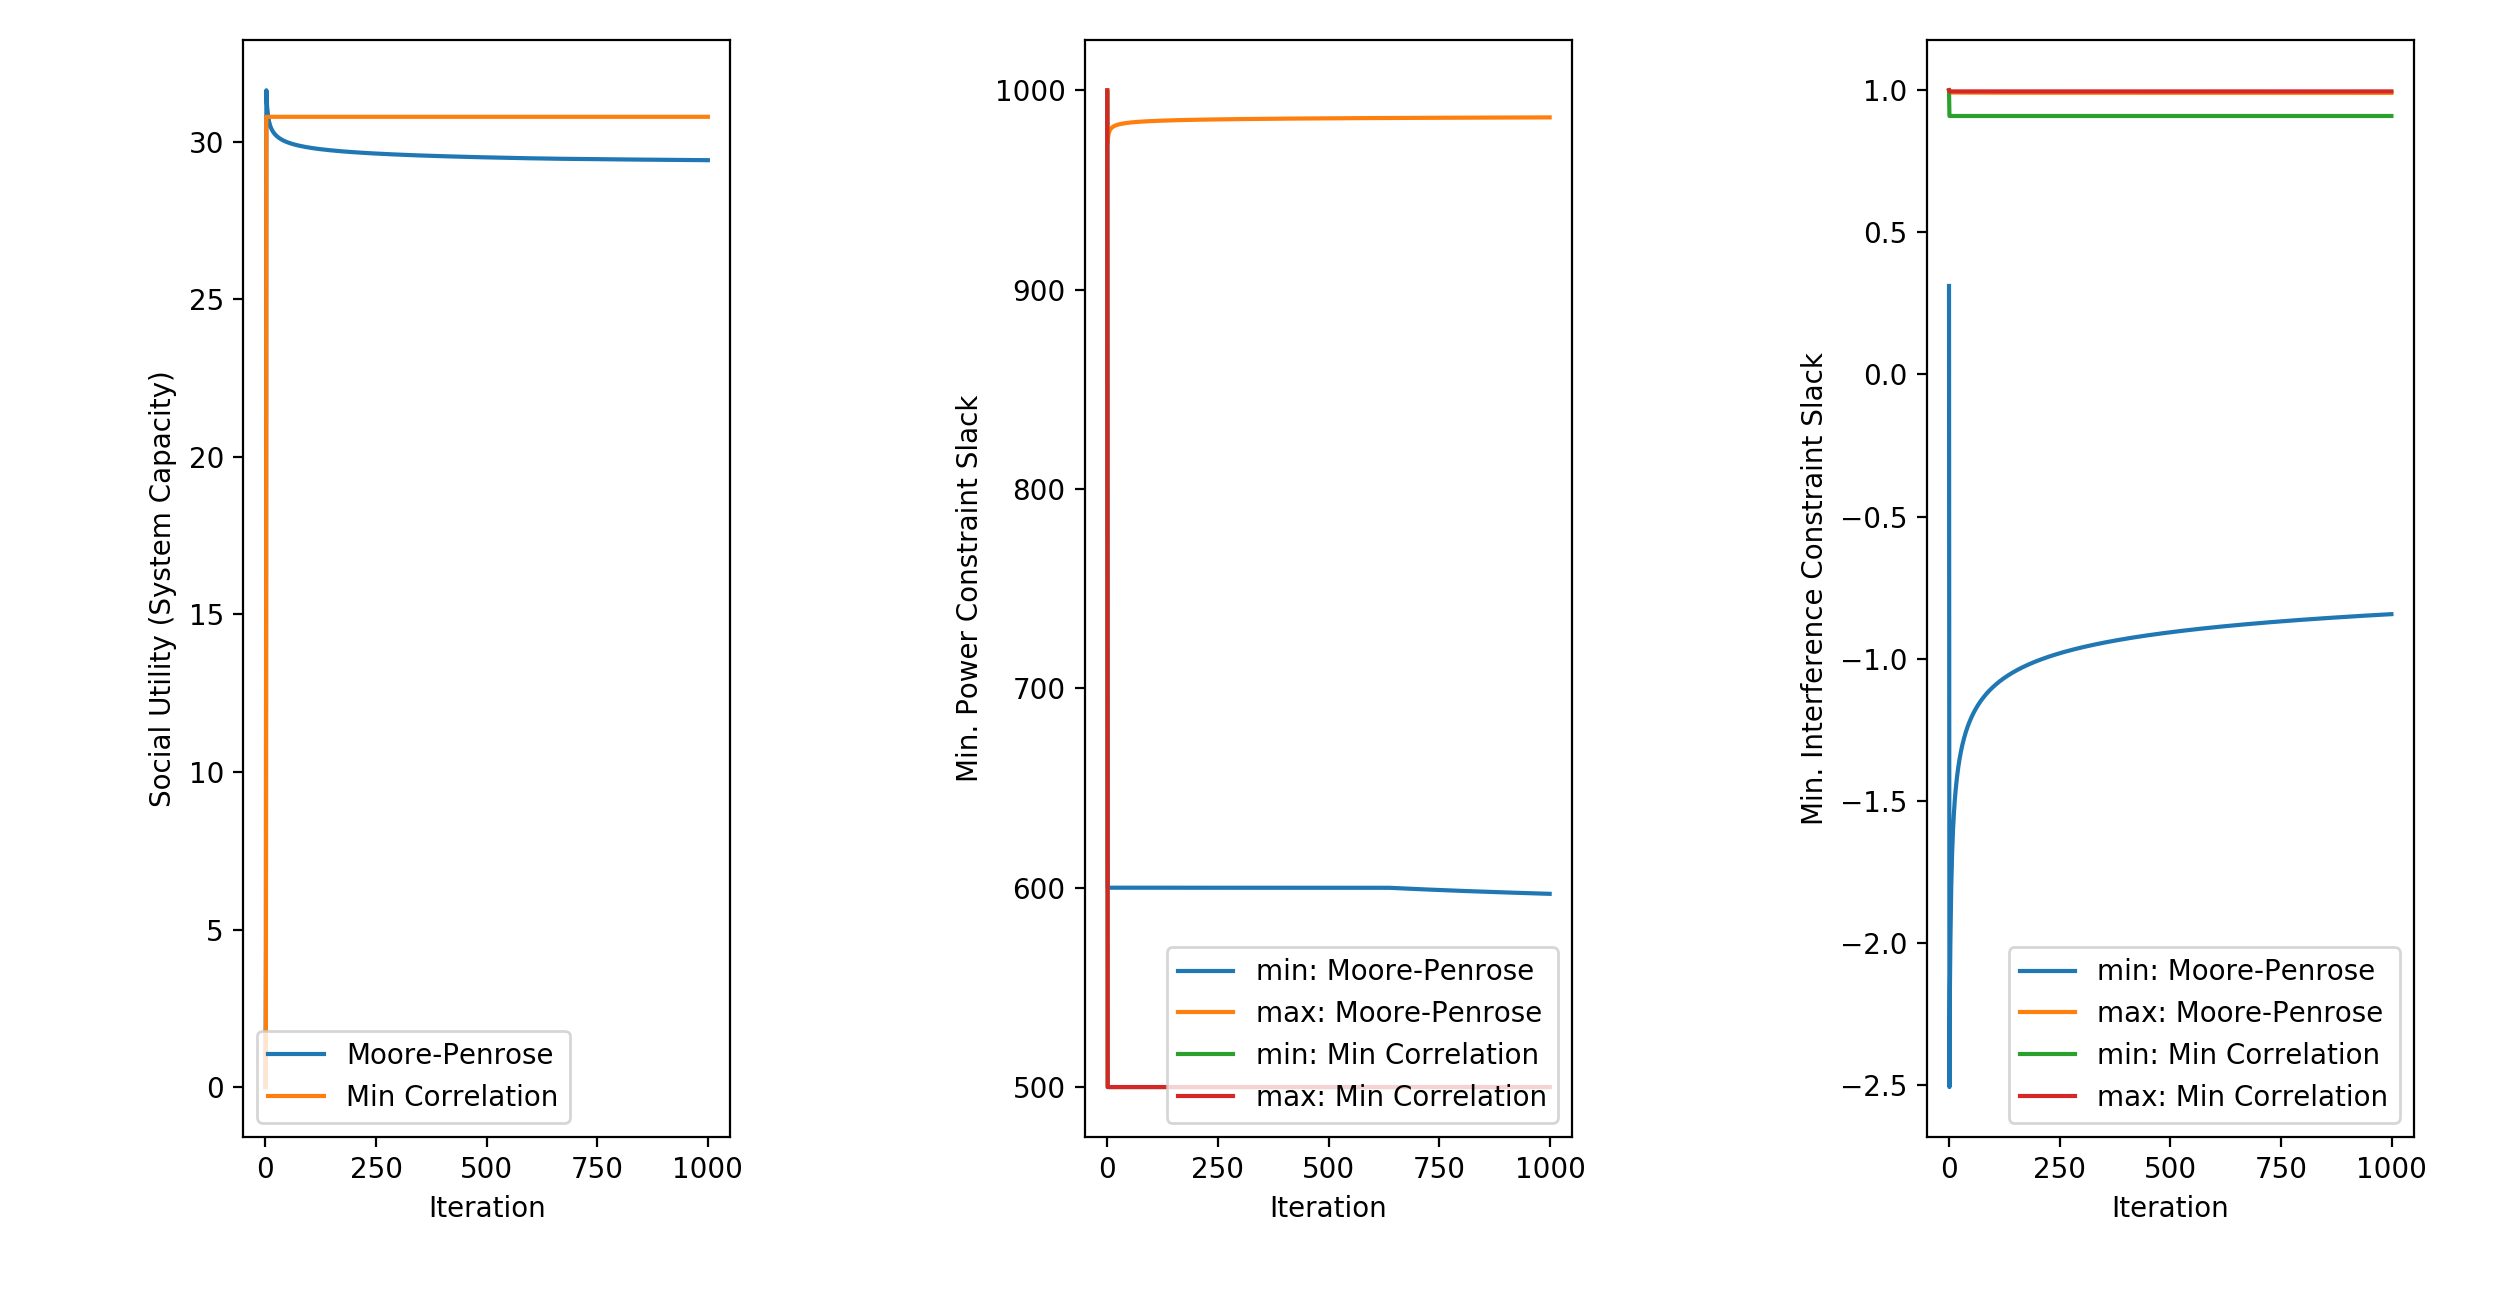 Social Utility (System Capacity)
30
25
20
15
10
5
0
0 250 500 750 1000
Iteration
Moore-Penrose
Min Correlation
Min. Power Constraint Slack
1000
900
800
700
600
500
0 250 500 750 1000
Iteration
min: Moore-Penrose
max: Moore-Penrose
min: Min Correlation
max: Min Correlation
Min. Interference Constraint Slack
1.0
0.5
0.0
−0.5
−1.0
−1.5
−2.0
−2.5
0 250 500 750 1000
Iteration
min: Moore-Penrose
max: Moore-Penrose
min: Min Correlation
max: Min Correlation